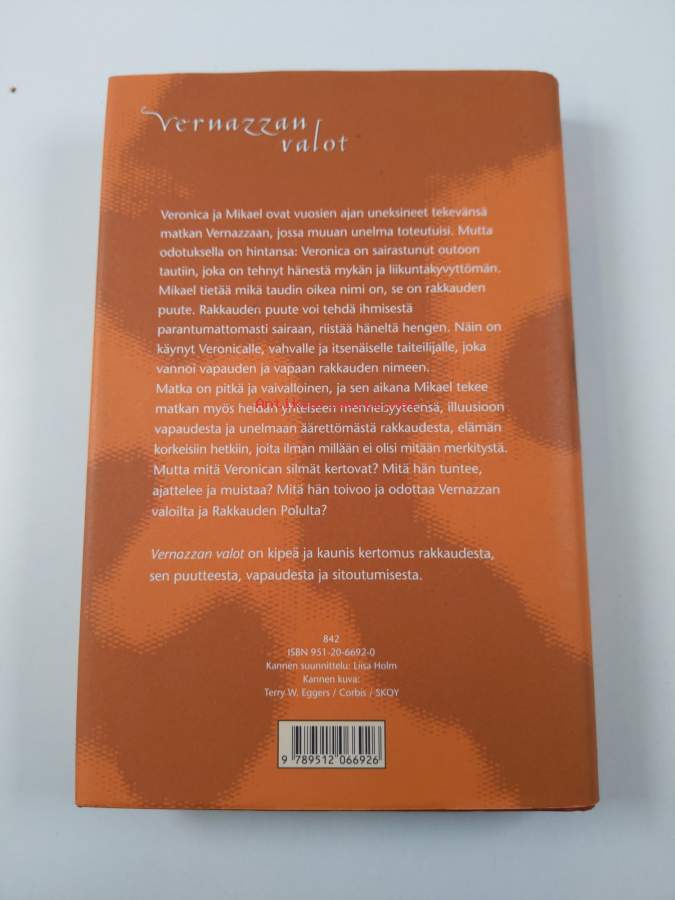 Vernazzan
valot
Veronica ja Mikael ovat vuosien ajan uneksineet tekevänsä
matkan Vernazzaan, jossa muuan unelma toteutuisi. Mutta
odotuksella on hintansa: Veronica on sairastunut outoon
tautiin, joka on tehnyt hänestä mykän ja liikuntakyvyttömän.
Mikael tietää mikä taudin oikea nimi on, se on rakkauden
puute. Rakkauden puute voi tehdä ihmisestä
parantumattomasti sairaan, riistää häneltä hengen. Näin on
käynyt Veronicalle, vahvalle ja itsenäiselle taiteilijalle, joka
vannoi vapauden ja vapaan rakkauden nimeen.
Matka on pitkä ja vaivalloinen, ja sen aikana Mikael tekee
matkan myös heidän yhteiseen menneisyyteensä, illuusioon
vapaudesta ja unelmaan äärettömästä rakkaudesta, elämän
korkeisiin hetkiin, joita ilman millään ei olisi mitään merkitystä.
Mutta mitä Veronican silmät kertovat? Mitä hän tuntee,
ajattelee ja muistaa? Mitä hän toivoo ja odottaa Vernazzan
valoilta ja Rakkauden Polulta?
Vernazzan valot on kipeä ja kaunis kertomus rakkaudesta,
sen puutteesta, vapaudesta ja sitoutumisesta.
842
ISBN 951-20-6692-0
Kannen suunnittelu: Liisa Holm
Kannen kuva:
Terry W. Eggers / Corbis / SKOY
9 789512 066926